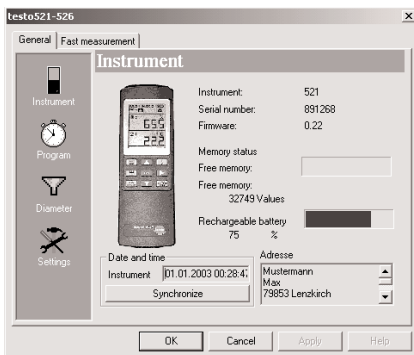 testo521-526
General Fast measurement
Instrument
Instrument
Program
Diameter
Settings
Instrument: 521
Serial number: 891268
Firmware: 0.22
Memory status
Free memory:
Free memory:
32749 Values
Rechargeable battery
75 %
Date and time
Instrument 01.01.2003 00:28:47
Synchronize
Adresse
Mustermann
Max
79853 Lenzkirch
OK Cancel Apply Help